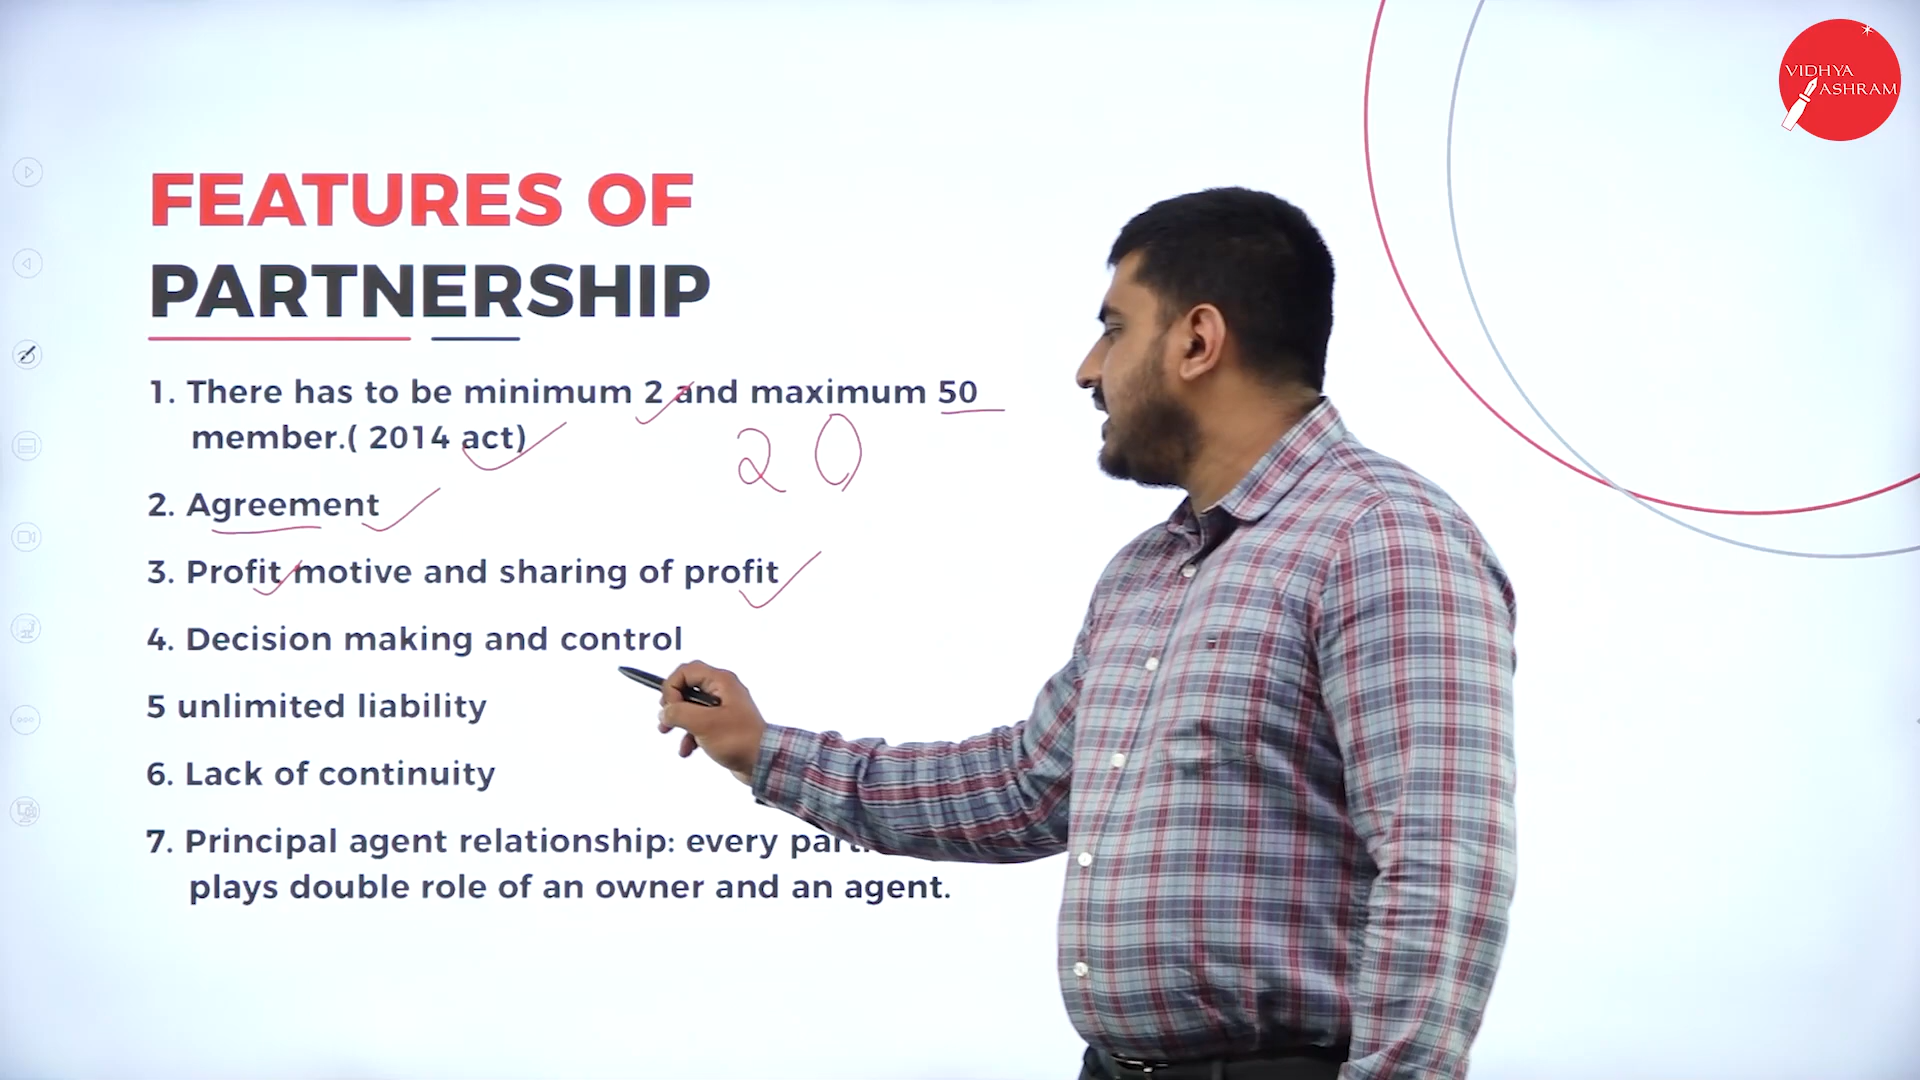 VIDHYA
ASHRAM
FEATURES OF
PARTNERSHIP
1. There has to be minimum 2 and maximum 50
member.( 2014 act)
20
2. Agreement
3. Profit motive and sharing of profit
4. Decision making and control
5 unlimited liability
6. Lack of continuity
7. Principal agent relationship: every
plays double role of an owner and an agent.